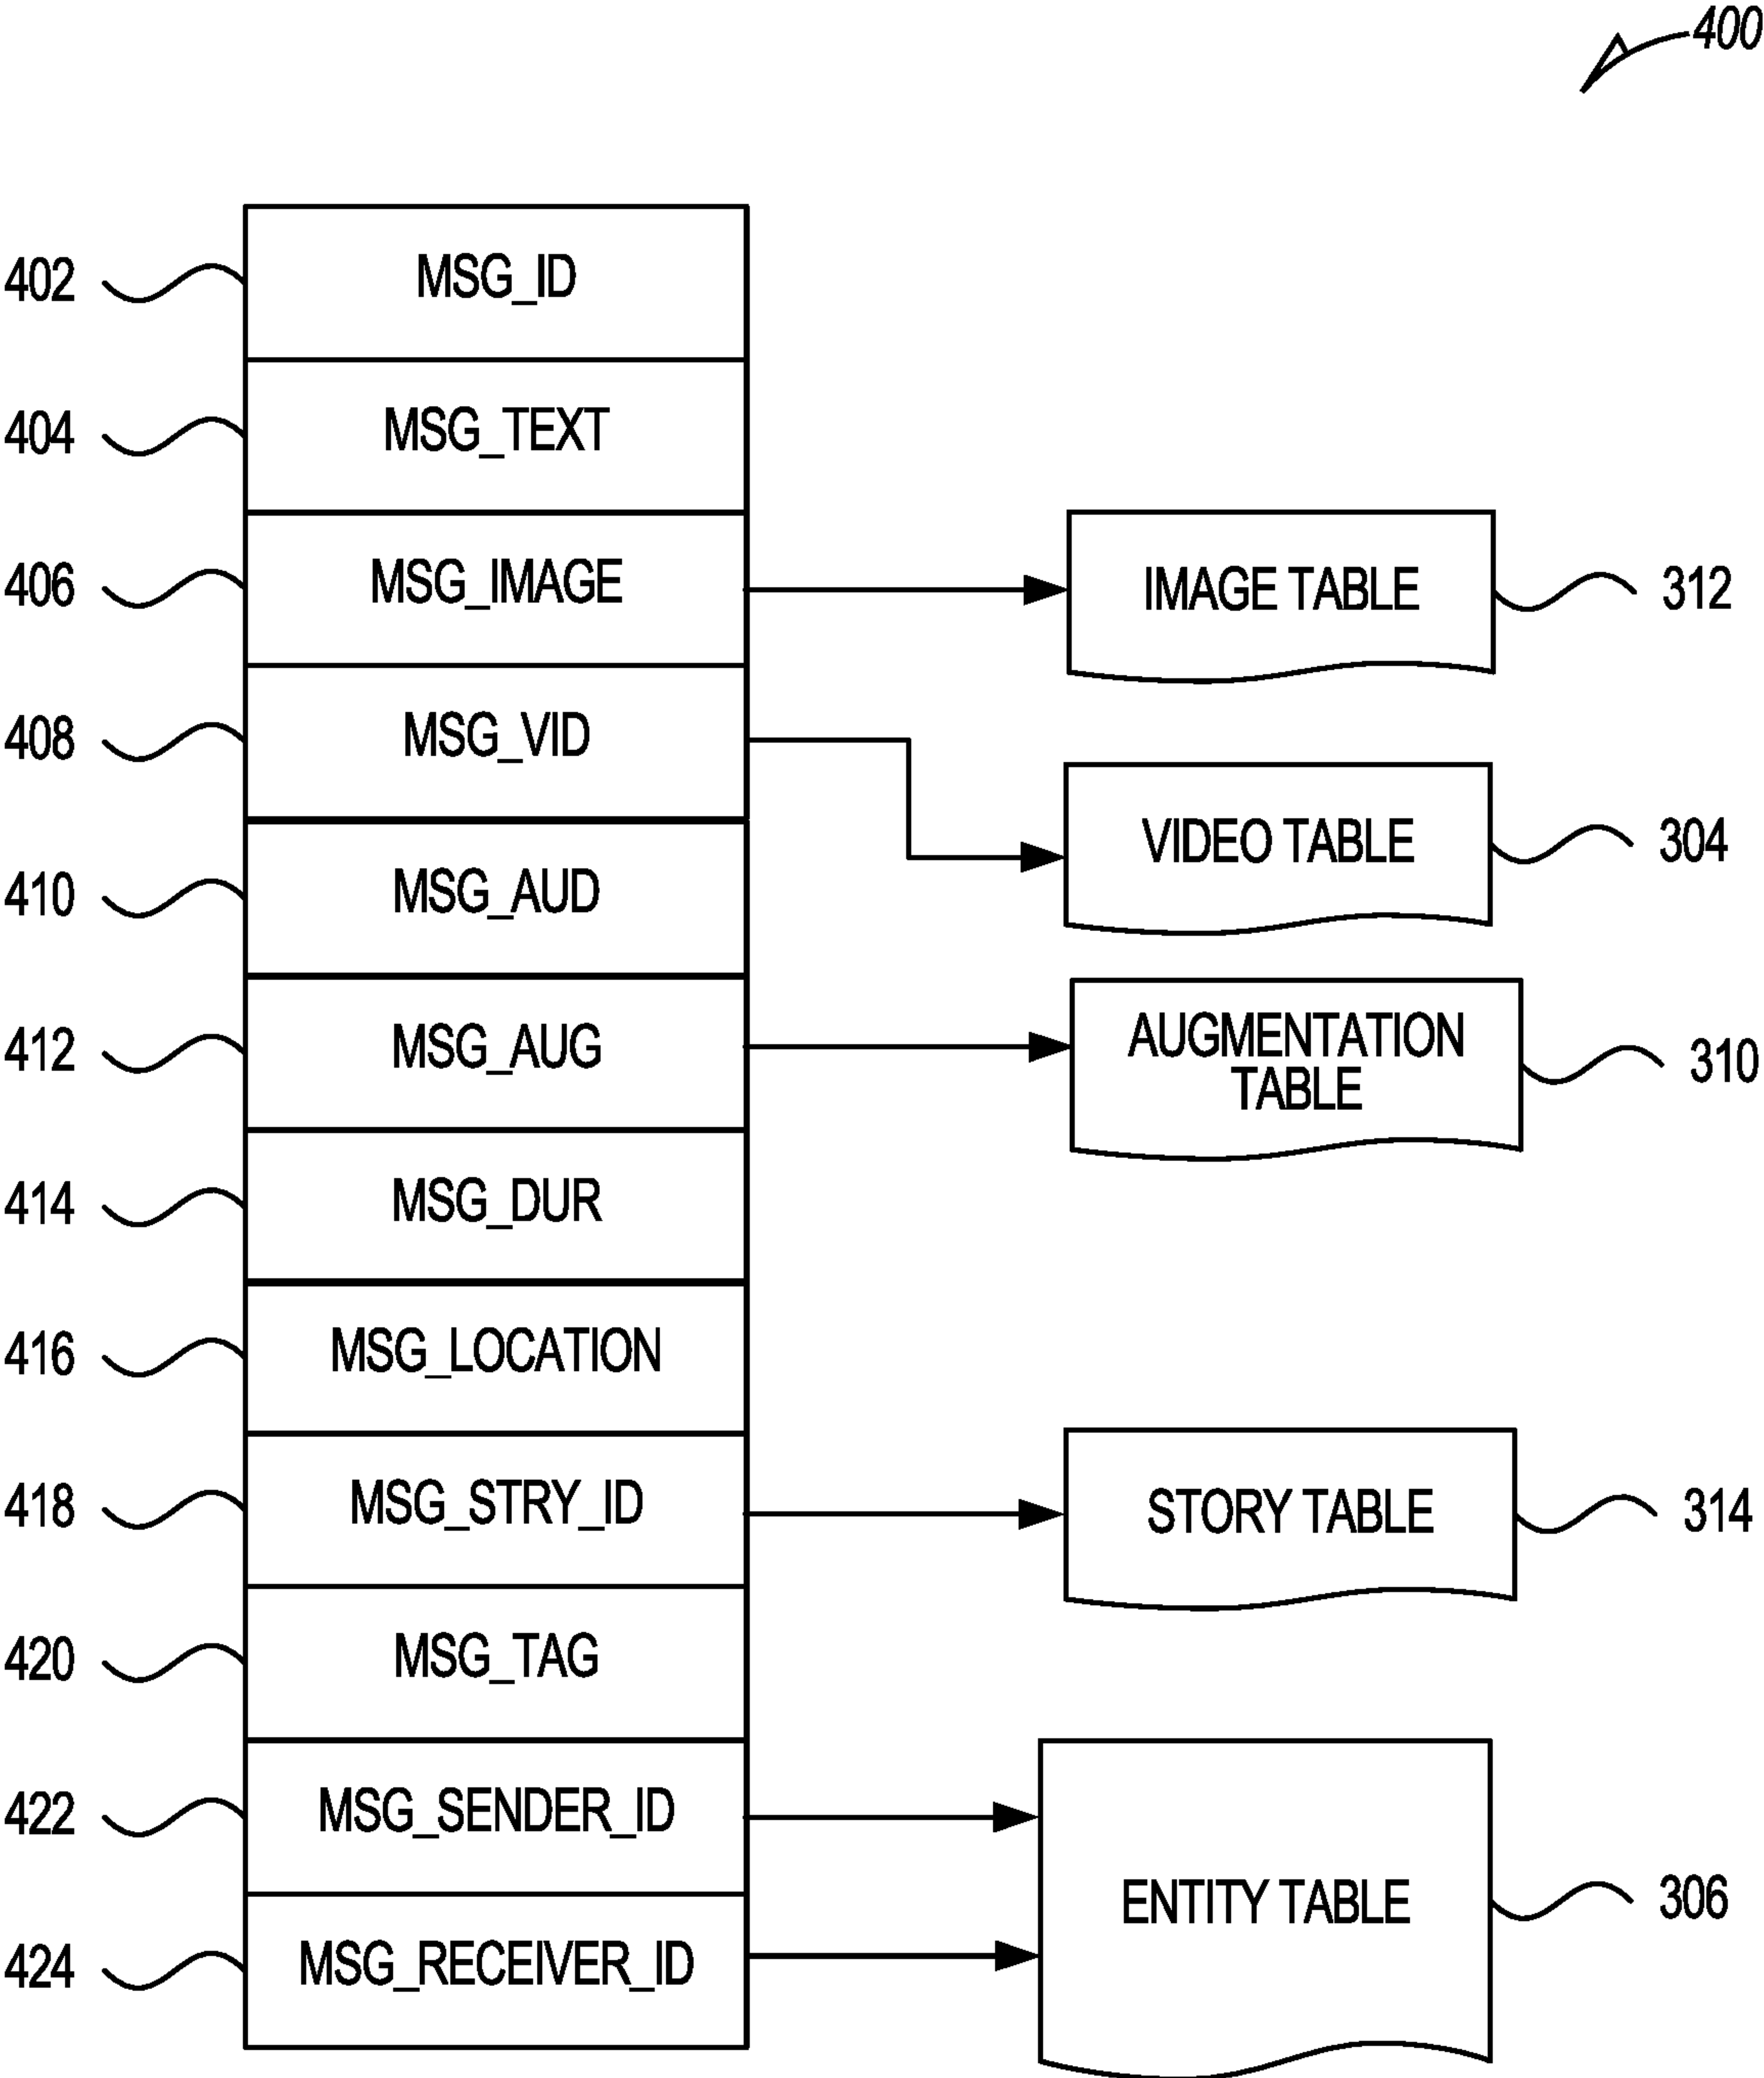 400
402 MSG_ID
404 MSG_TEXT
406 MSG_IMAGE IMAGE TABLE 312
408 MSG_VID
VIDEO TABLE 304
410 MSG_AUD
412 MSG_AUG AUGMENTATION
TABLE 310
414 MSG_DUR
416 MSG_LOCATION
418 MSG_STRY_ID STORY TABLE 314
420 MSG_TAG
422 MSG_SENDER_ID
ENTITY TABLE 306
424 MSG_RECEIVER_ID